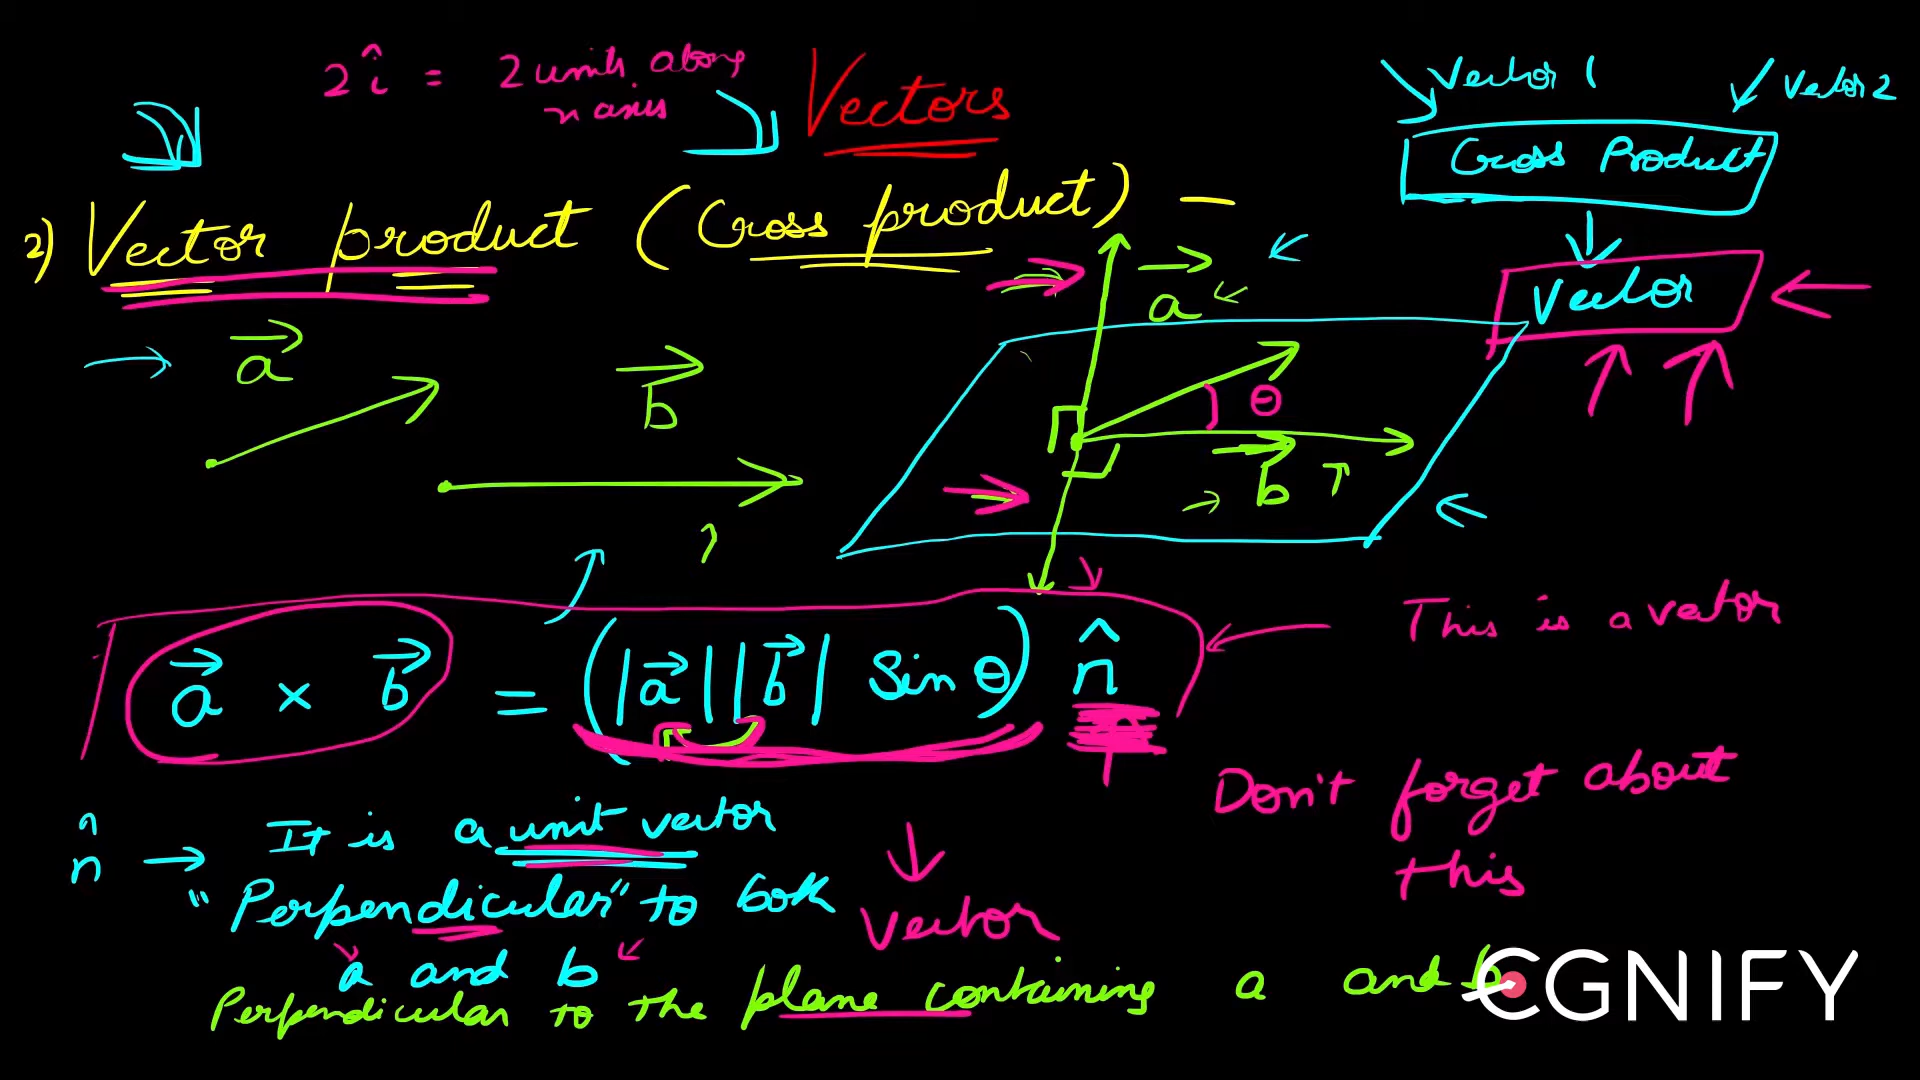 2î = 2 units along
x axis
Vectors
Vector 1
Vector 2
Cross Product
Vector
2) Vector product (Cross product) –
a⃗
b⃗
a⃗
θ
b⃗
a⃗ × b⃗ = (|a⃗||b⃗| Sin θ) n̂
This is a vector
Don't forget about
this
n̂ → It is a unit vector
"Perpendicular" to both
a and b
Vector
Perpendicular to the plane containing a and b
CGNIFY